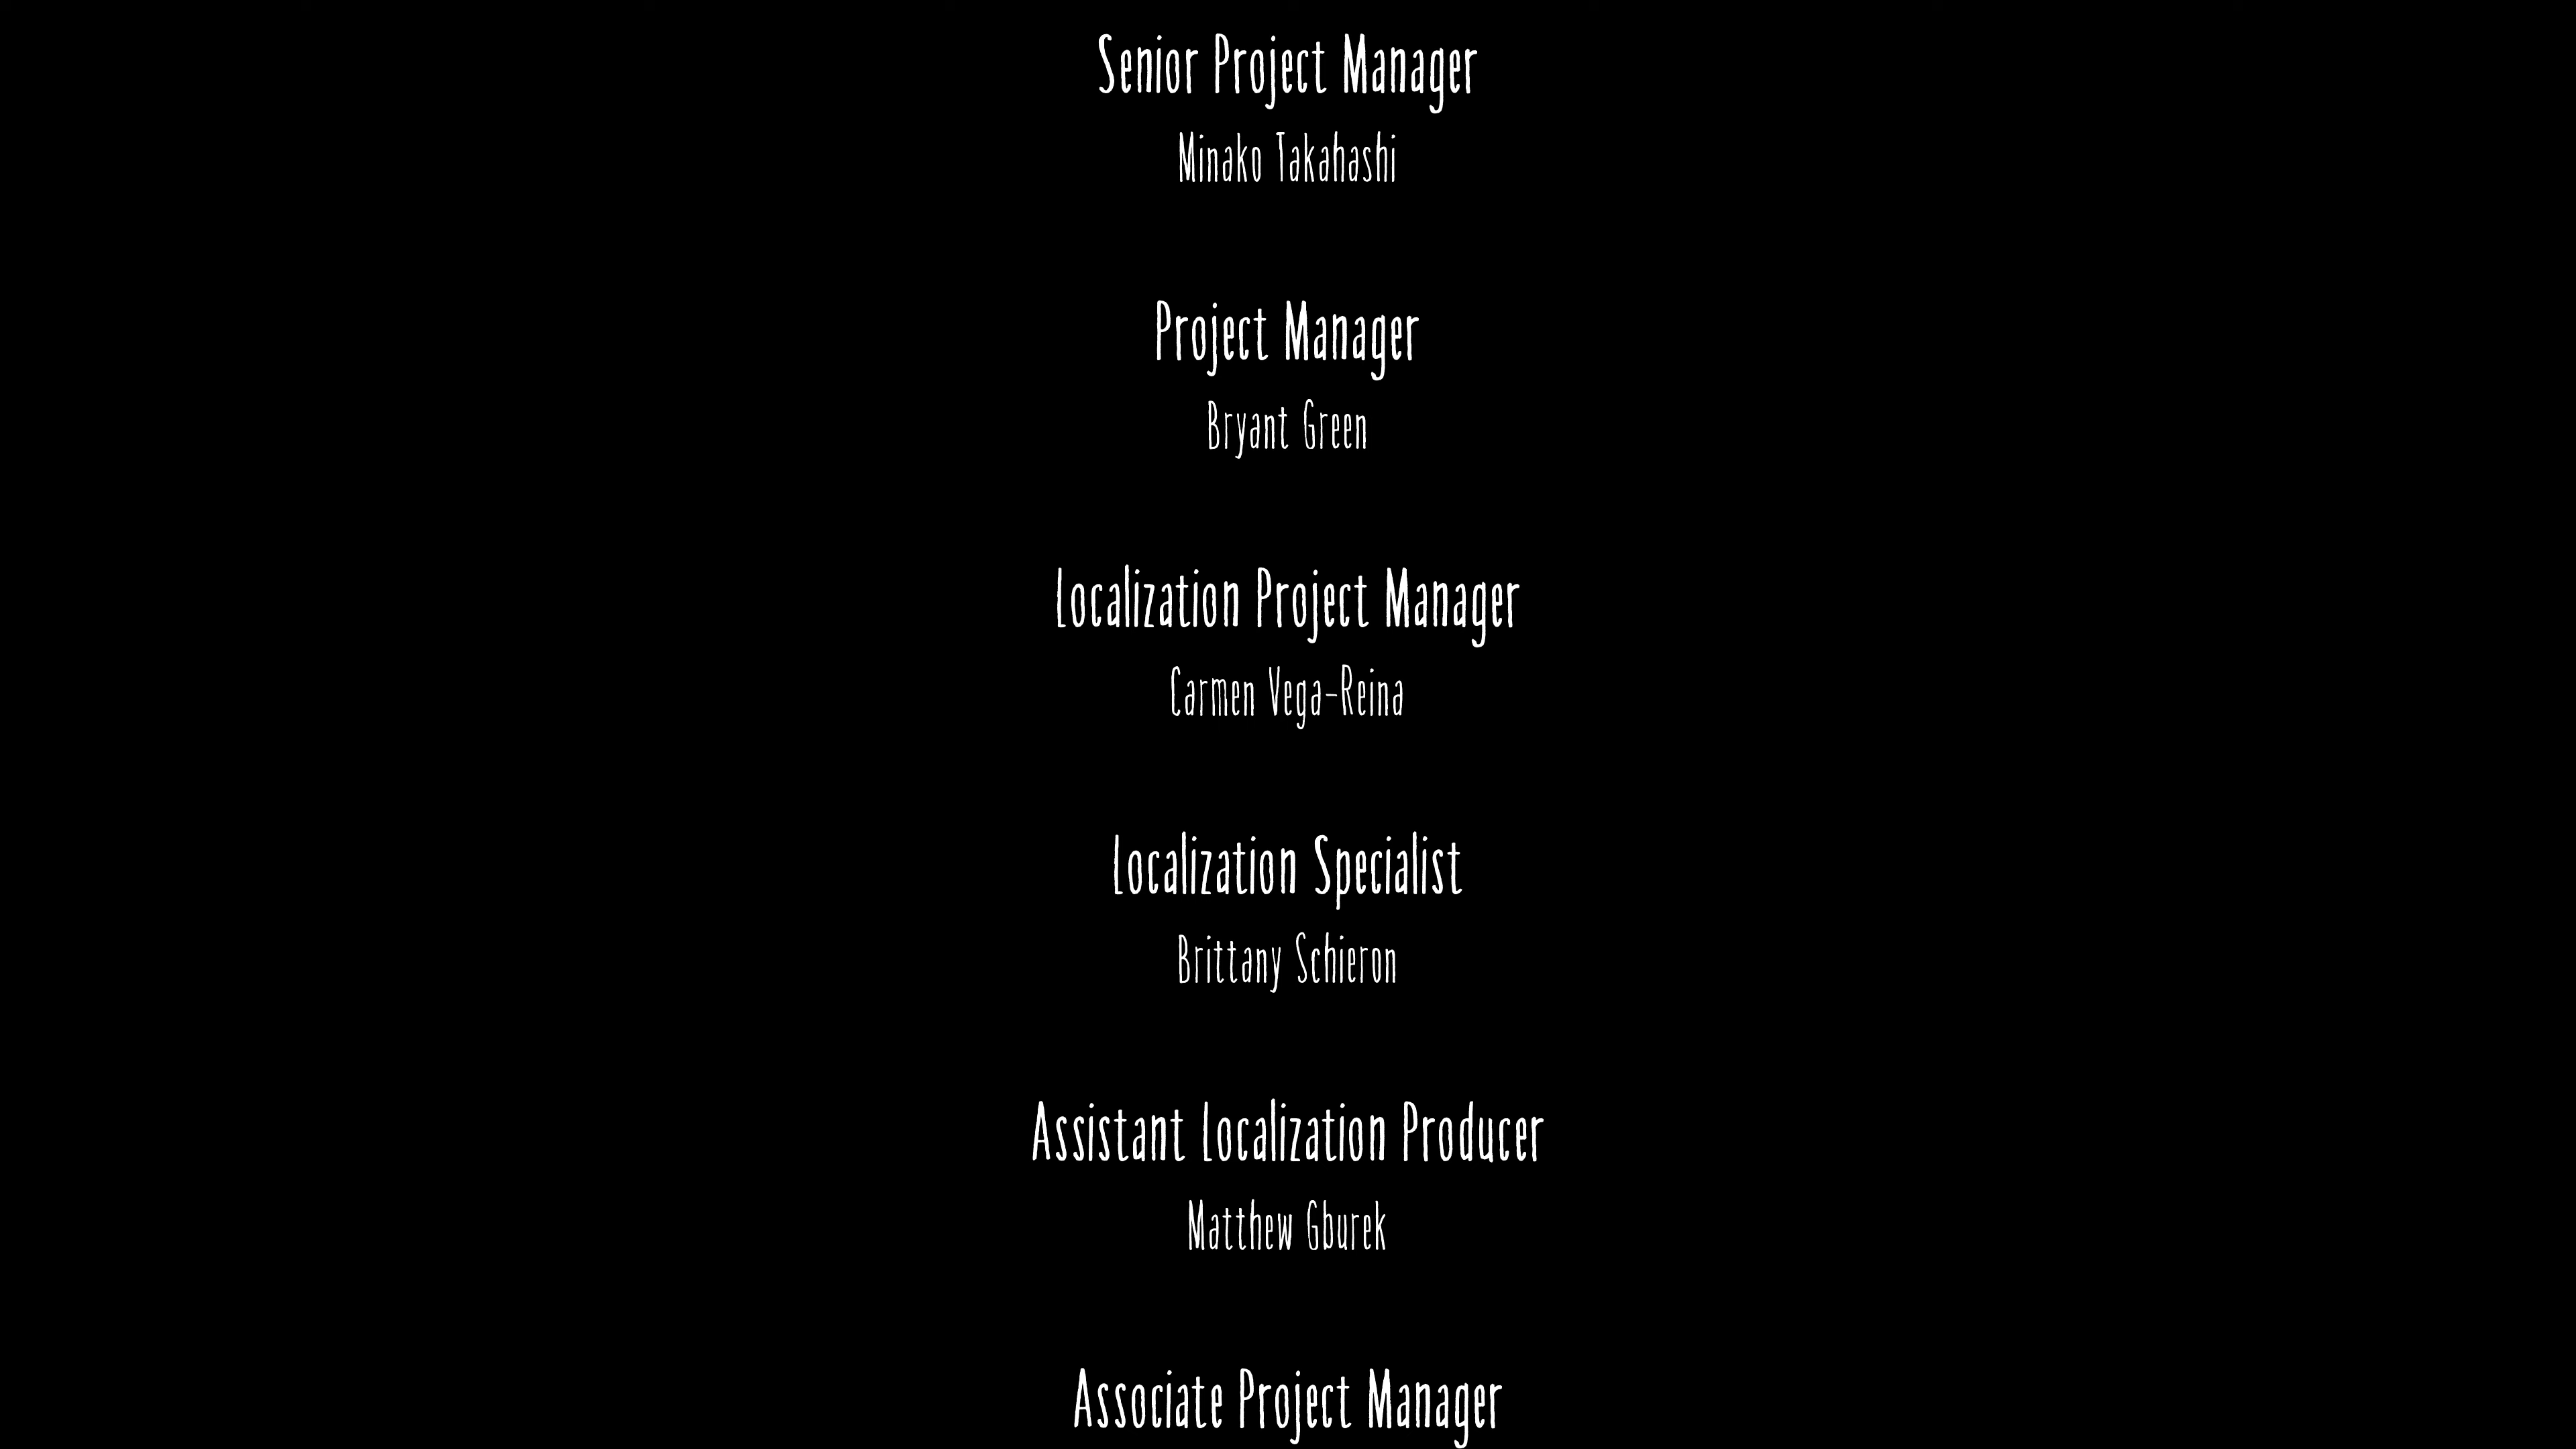 Senior Project Manager
Minako Takahashi
Project Manager
Bryant Green
Localization Project Manager
Carmen Vega-Reina
Localization Specialist
Brittany Schieron
Assistant Localization Producer
Matthew Gburek
Associate Project Manager